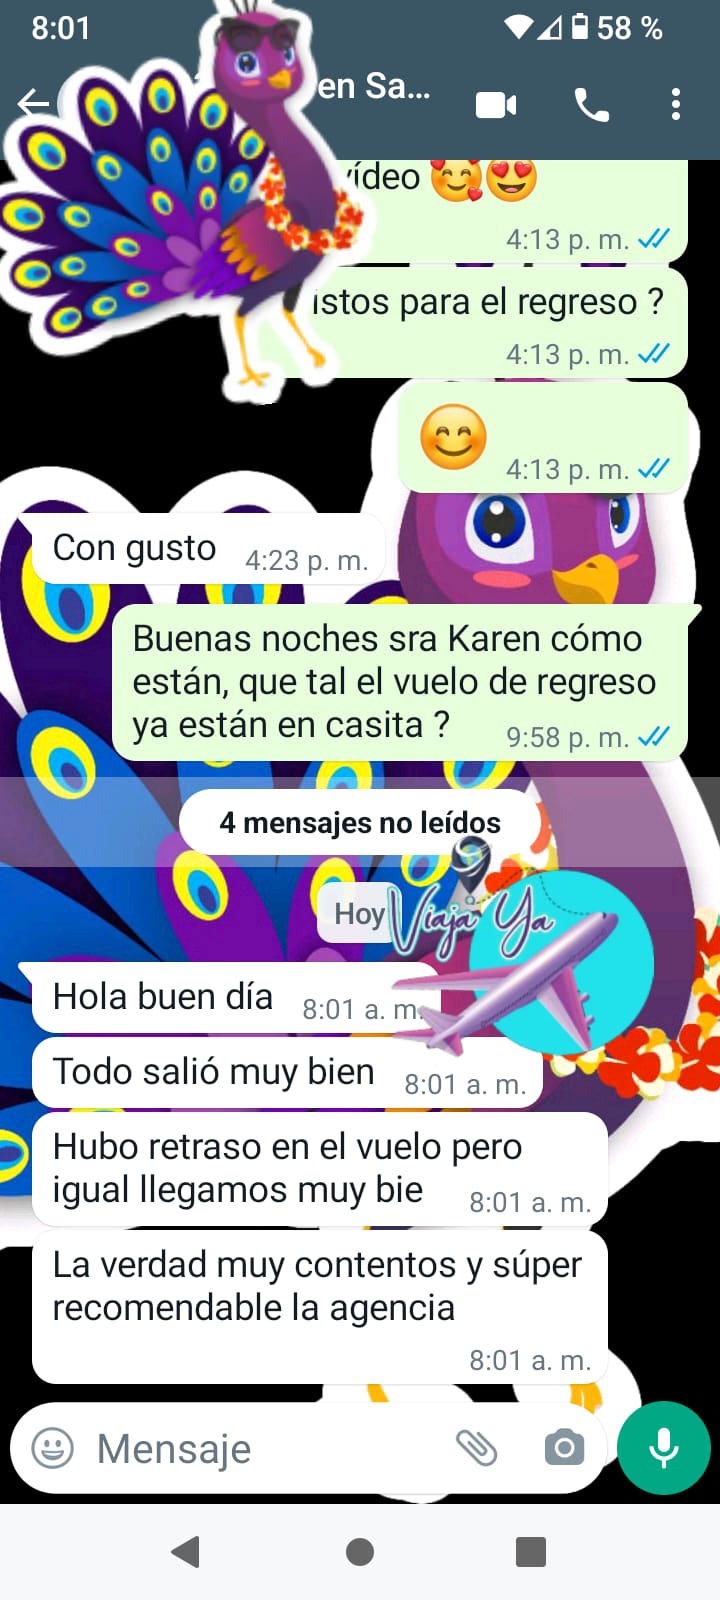 8:01
58 %
en Sa...
ídeo 🥰😍
4:13 p. m.
istos para el regreso ?
4:13 p. m.
😊
4:13 p. m.
Con gusto
4:23 p. m.
Buenas noches sra Karen cómo
están, que tal el vuelo de regreso
ya están en casita ?
9:58 p. m.
4 mensajes no leídos
Hoy
Viaja Ya
Hola buen día
8:01 a. m.
Todo salió muy bien
8:01 a. m.
Hubo retraso en el vuelo pero
igual llegamos muy bie
8:01 a. m.
La verdad muy contentos y súper
recomendable la agencia
8:01 a. m.
Mensaje